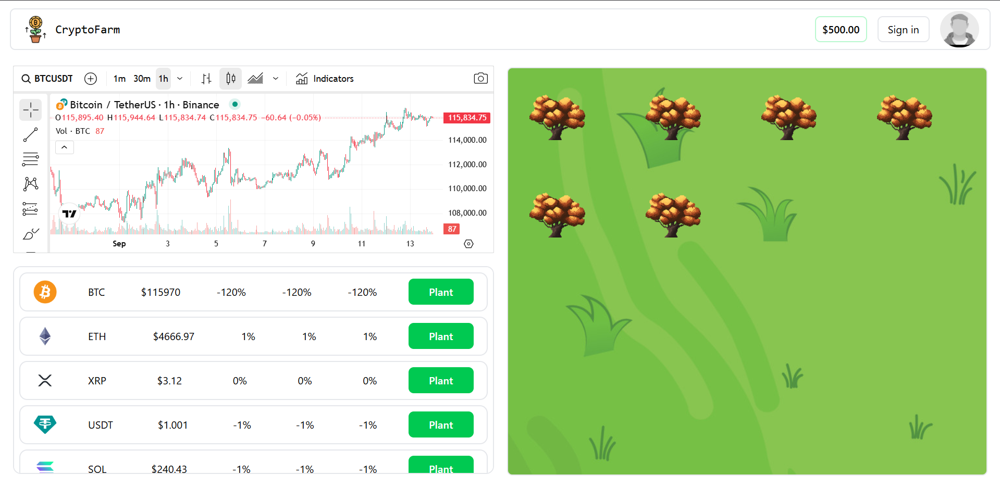 CryptoFarm
$500.00
Sign in
BTCUSDT 1m 30m 1h Indicators
Bitcoin / TetherUS · 1h · Binance
O115,895.40 H115,944.64 L115,834.74 C115,834.75 −60.64 (−0.05%)
115,834.75
Vol · BTC 87
114,000.00
112,000.00
110,000.00
108,000.00
87
Sep 3 5 7 9 11 13
BTC $115970 -120% -120% -120% Plant
ETH $4666.97 1% 1% 1% Plant
XRP $3.12 0% 0% 0% Plant
USDT $1.001 -1% -1% -1% Plant
SOL $240.43 -1% -1% -1% Plant